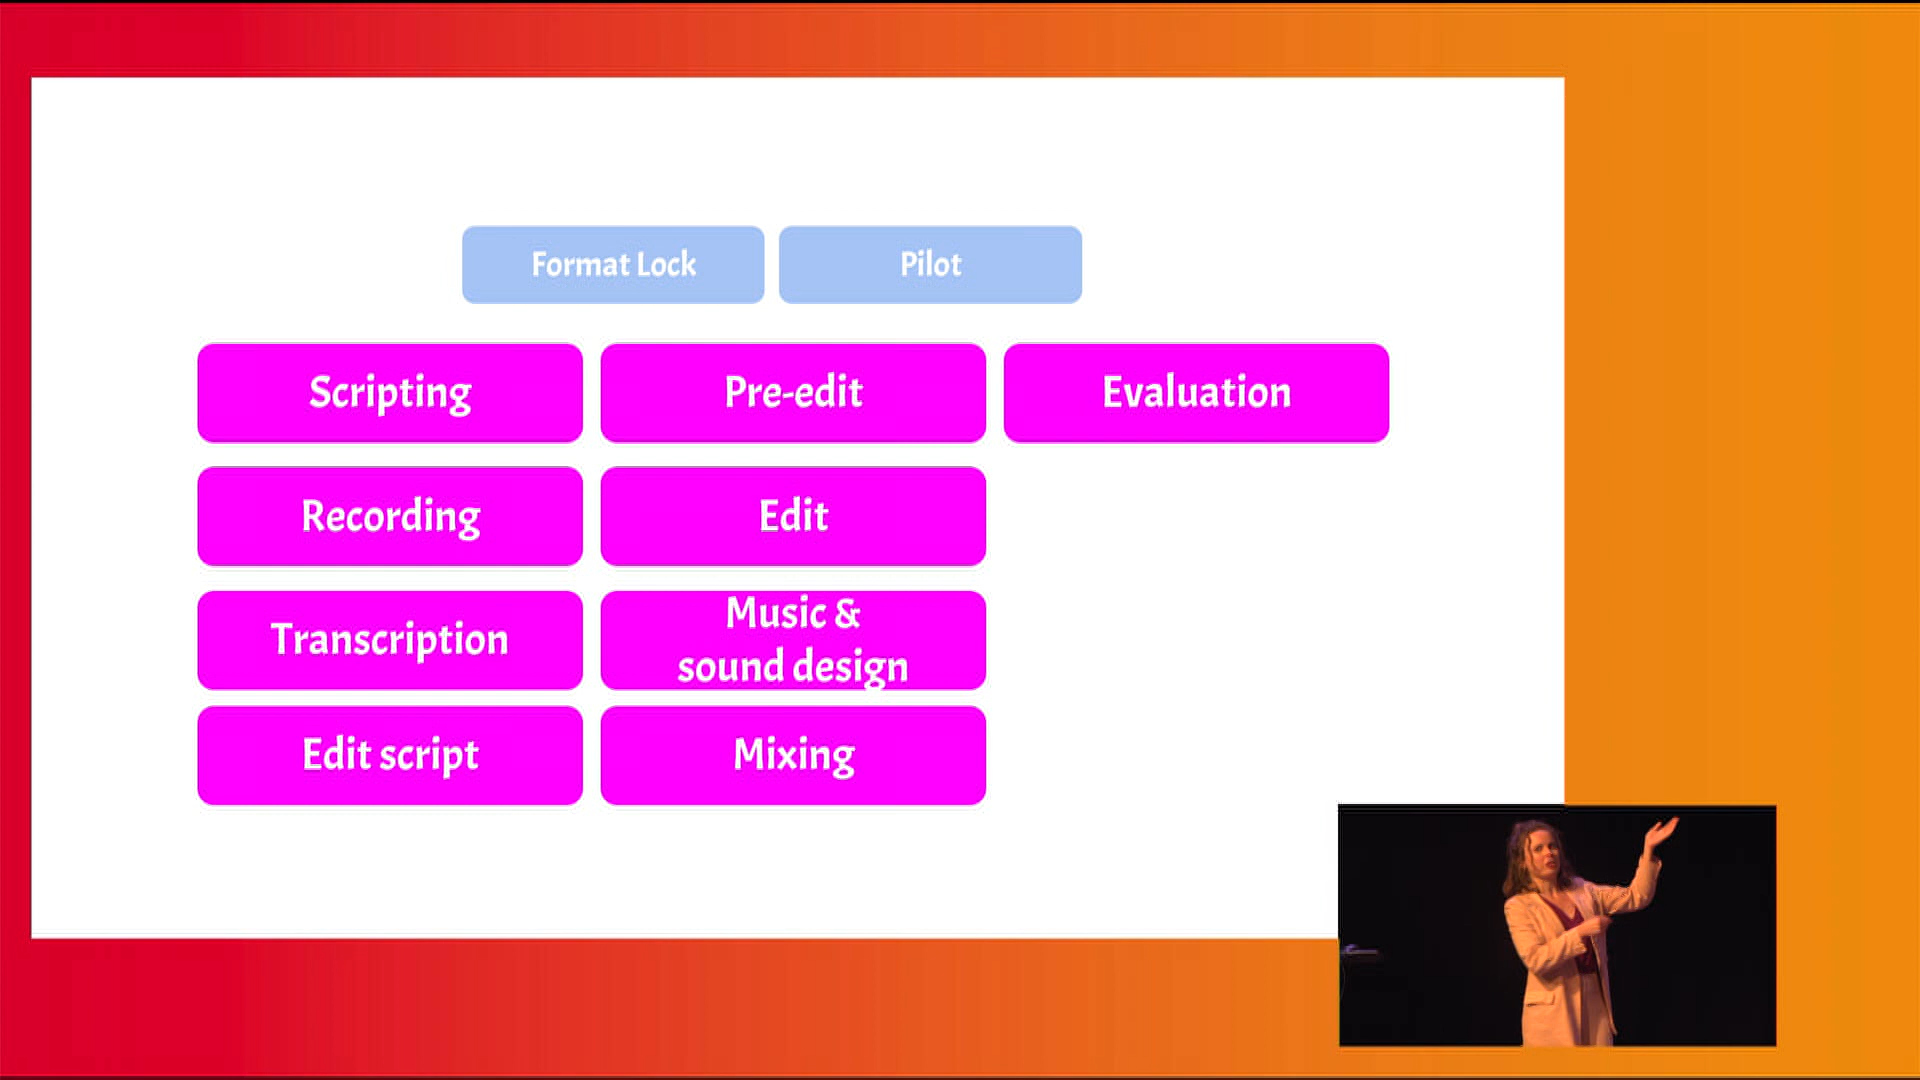 Format Lock
Pilot
Scripting
Pre-edit
Evaluation
Recording
Edit
Transcription
Music &
sound design
Edit script
Mixing